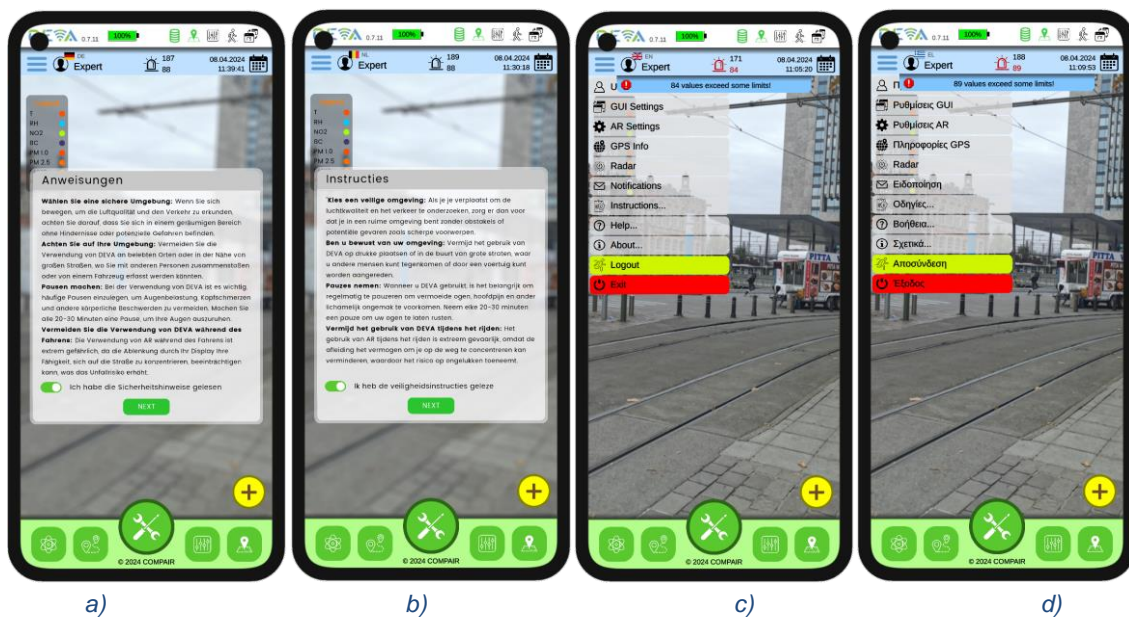 0.7.11
100%
DE
Expert
187
88
08.04.2024
11:39:41
T
RH
NO2
BC
PM 1.0
PM 2.5
Anweisungen
Wählen Sie eine sichere Umgebung: Wenn Sie sich
bewegen, um die Luftqualität und den Verkehr zu erkunden,
achten Sie darauf, dass Sie sich in einem geräumigen Bereich
ohne Hindernisse oder potenzielle Gefahren befinden.
Achten Sie auf Ihre Umgebung: Vermeiden Sie die
Verwendung von DEVA an belebten Orten oder in der Nähe von
großen Straßen, wo Sie mit anderen Personen zusammenstoßen
oder von einem Fahrzeug erfasst werden könnten.
Pausen machen: Bei der Verwendung von DEVA ist es wichtig,
häufige Pausen einzulegen, um Augenbelastung, Kopfschmerzen
und andere körperliche Beschwerden zu vermeiden. Machen Sie
alle 20-30 Minuten eine Pause, um Ihre Augen auszuruhen.
Vermeiden Sie die Verwendung von DEVA während des
Fahrens: Die Verwendung von AR während des Fahrens ist
extrem gefährlich, da die Ablenkung durch Ihr Display Ihre
Fähigkeit, sich auf die Straße zu konzentrieren, beeinträchtigen
kann, was das Unfallrisiko erhöht.
Ich habe die Sicherheitshinweise gelesen
NEXT
© 2024 COMPAIR
a)
0.7.11
100%
NL
Expert
189
88
08.04.2024
11:30:18
T
RH
NO2
BC
PM 1.0
PM 2.5
Instructies
`Kies een veilige omgeving: Als je je verplaatst om de
luchtkwaliteit en het verkeer te onderzoeken, zorg er dan voor
dat je in een ruime omgeving bent zonder obstakels of
potentiële gevaren zoals scherpe voorwerpen.
Ben u bewust van uw omgeving: Vermijd het gebruik van
DEVA op drukke plaatsen of in de buurt van grote straten, waar
u andere mensen kunt tegenkomen of door een voertuig kunt
worden aangereden.
Pauzes nemen: Wanneer u DEVA gebruikt, is het belangrijk om
regelmatig te pauzeren om vermoeide ogen, hoofdpijn en ander
lichamelijk ongemak te voorkomen. Neem elke 20-30 minuten
een pauze om uw ogen te laten rusten.
Vermijd het gebruik van DEVA tijdens het rijden: Het
gebruik van AR tijdens het rijden is extreem gevaarlijk, omdat de
afleiding het vermogen om je op de weg te concentreren kan
verminderen, waardoor het risico op ongelukken toeneemt.
Ik heb de veiligheidsinstructies geleze
NEXT
© 2024 COMPAIR
b)
0.7.11
100%
EN
Expert
171
84
08.04.2024
11:05:20
U
84 values exceed some limits!
GUI Settings
AR Settings
GPS Info
Radar
Notifications
Instructions...
Help...
About...
Logout
Exit
PITTA
© 2024 COMPAIR
c)
0.7.11
100%
EL
Expert
188
89
08.04.2024
11:09:53
Π
89 values exceed some limits!
Ρυθμίσεις GUI
Ρυθμίσεις AR
Πληροφορίες GPS
Radar
Ειδοποίηση
Οδηγίες...
Βοήθεια...
Σχετικά...
Αποσύνδεση
Έξοδος
PITTA
© 2024 COMPAIR
d)